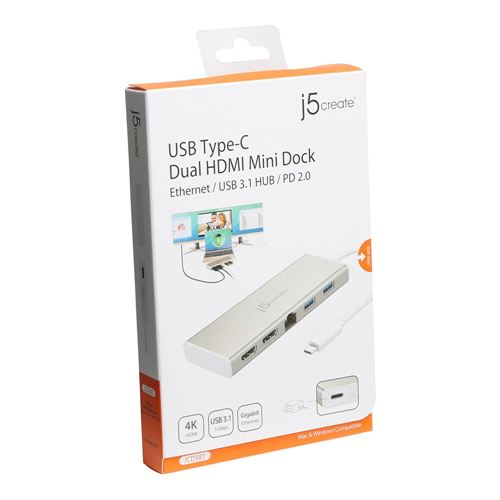 j5create®
USB Type-C
Dual HDMI Mini Dock
Ethernet / USB 3.1 HUB / PD 2.0
j5create
4K
HDMI
USB 3.1
5 Gbps
Gigabit
Ethernet
Mac & Windows Compatible
JCD381